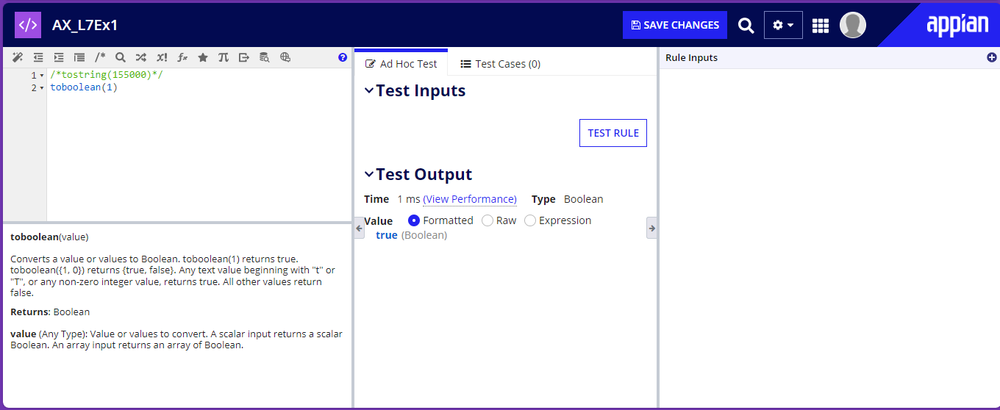 </> AX_L7Ex1
SAVE CHANGES
appian
/*
x!
fx
1 /*tostring(155000)*/
2 toboolean(1)
toboolean(value)
Converts a value or values to Boolean. toboolean(1) returns true.
toboolean({1, 0}) returns {true, false}. Any text value beginning with "t" or
"T", or any non-zero integer value, returns true. All other values return
false.
Returns: Boolean
value (Any Type): Value or values to convert. A scalar input returns a scalar
Boolean. An array input returns an array of Boolean.
Ad Hoc Test Test Cases (0)
Test Inputs
TEST RULE
Test Output
Time 1 ms (View Performance) Type Boolean
Value Formatted Raw Expression
true (Boolean)
Rule Inputs